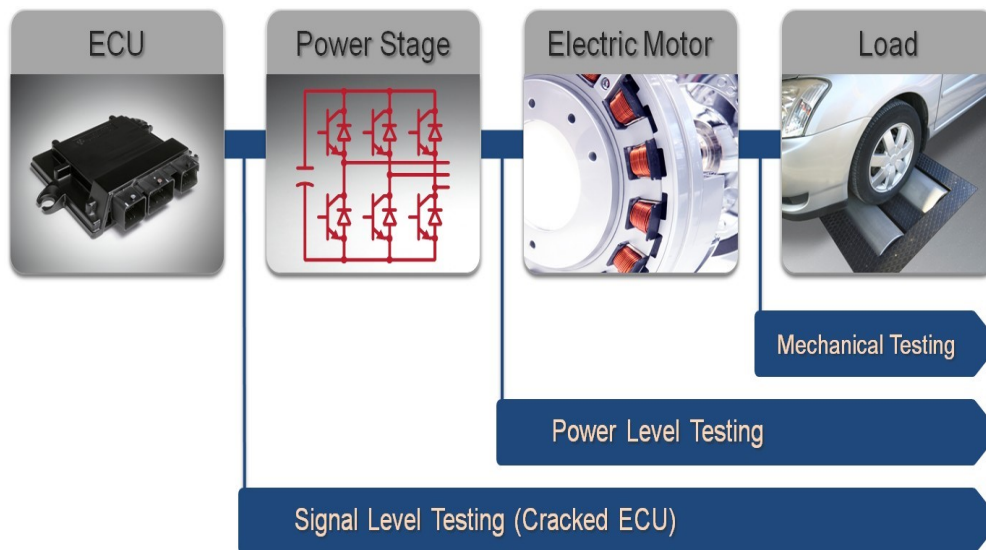 ECU
Power Stage
Electric Motor
Load
Mechanical Testing
Power Level Testing
Signal Level Testing (Cracked ECU)